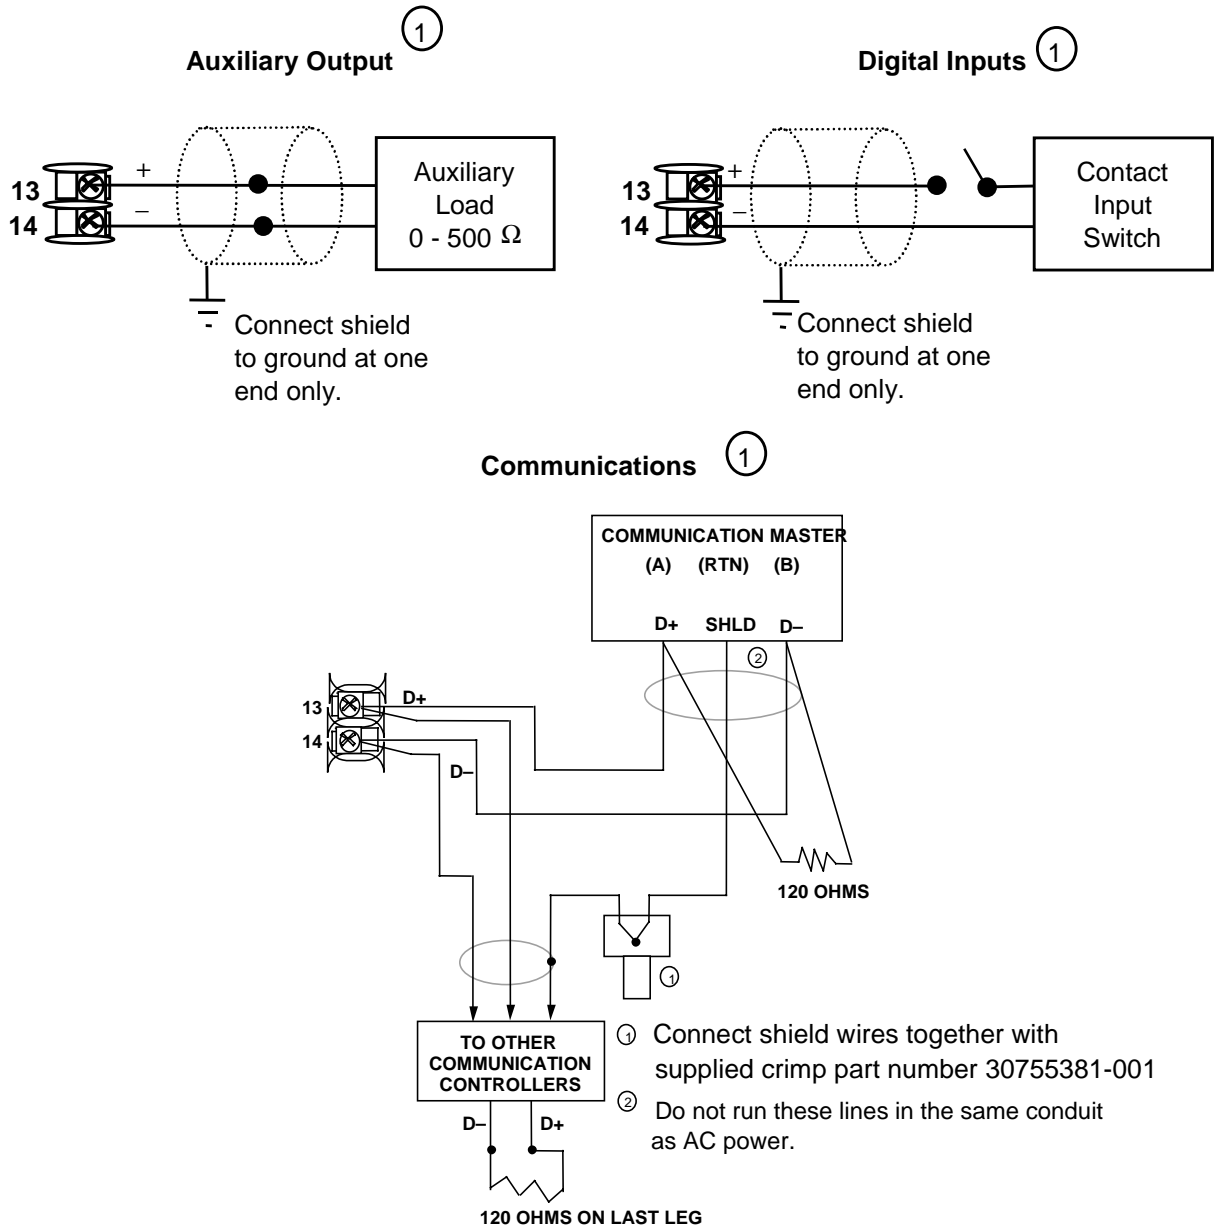 Auxiliary Output 1
Digital Inputs 1
13
14
+
–
Auxiliary
Load
0 - 500 Ω
Connect shield
to ground at one
end only.
13
14
+
–
Contact
Input
Switch
Connect shield
to ground at one
end only.
Communications 1
COMMUNICATION MASTER
(A) (RTN) (B)
D+ SHLD D–
2
13
14
D+
D–
120 OHMS
1
TO OTHER
COMMUNICATION
CONTROLLERS
D– D+
120 OHMS ON LAST LEG
1 Connect shield wires together with
supplied crimp part number 30755381-001
2 Do not run these lines in the same conduit
as AC power.